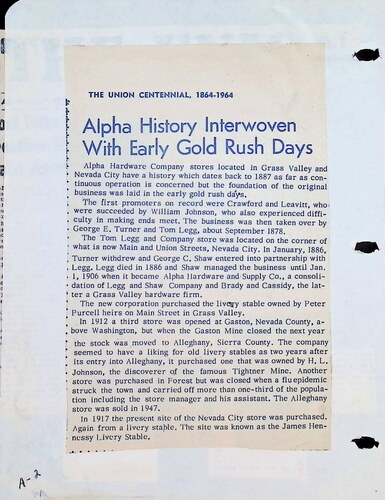 THE UNION CENTENNIAL, 1864-1964
Alpha History Interwoven
With Early Gold Rush Days
Alpha Hardware Company stores located in Grass Valley and
Nevada City have a history which dates back to 1887 as far as con-
tinuous operation is concerned but the foundation of the original
business was laid in the early gold rush days.
The first promoters on record were Crawford and Leavitt, who
were succeeded by William Johnson, who also experienced diffi-
culty in making ends meet. The business was then taken over by
George E. Turner and Tom Legg, about September 1878.
The Tom Legg and Company store was located on the corner of
what is now Main and Union Streets, Nevada City. In January, 1886,
Turner withdrew and George C. Shaw entered into partnership with
Legg. Legg died in 1886 and Shaw managed the business until Jan.
1, 1906 when it became Alpha Hardware and Supply Co., a consoli-
dation of Legg and Shaw Company and Brady and Cassidy, the lat-
ter a Grass Valley hardware firm.
The new corporation purchased the livery stable owned by Peter
Purcell heirs on Main Street in Grass Valley.
In 1912 a third store was opened at Gaston, Nevada County, a-
bove Washington, but when the Gaston Mine closed the next year
the stock was moved to Alleghany, Sierra County. The company
seemed to have a liking for old livery stables as two years after
its entry into Alleghany, it purchased one that was owned by H. L.
Johnson, the discoverer of the famous Tightner Mine. Another
store was purchased in Forest but was closed when a flu epidemic
struck the town and carried off more than one-third of the popula-
tion including the store manager and his assistant. The Alleghany
store was sold in 1947.
In 1917 the present site of the Nevada City store was purchased.
Again from a livery stable. The site was known as the James Hen-
nessy Livery Stable.
A-2